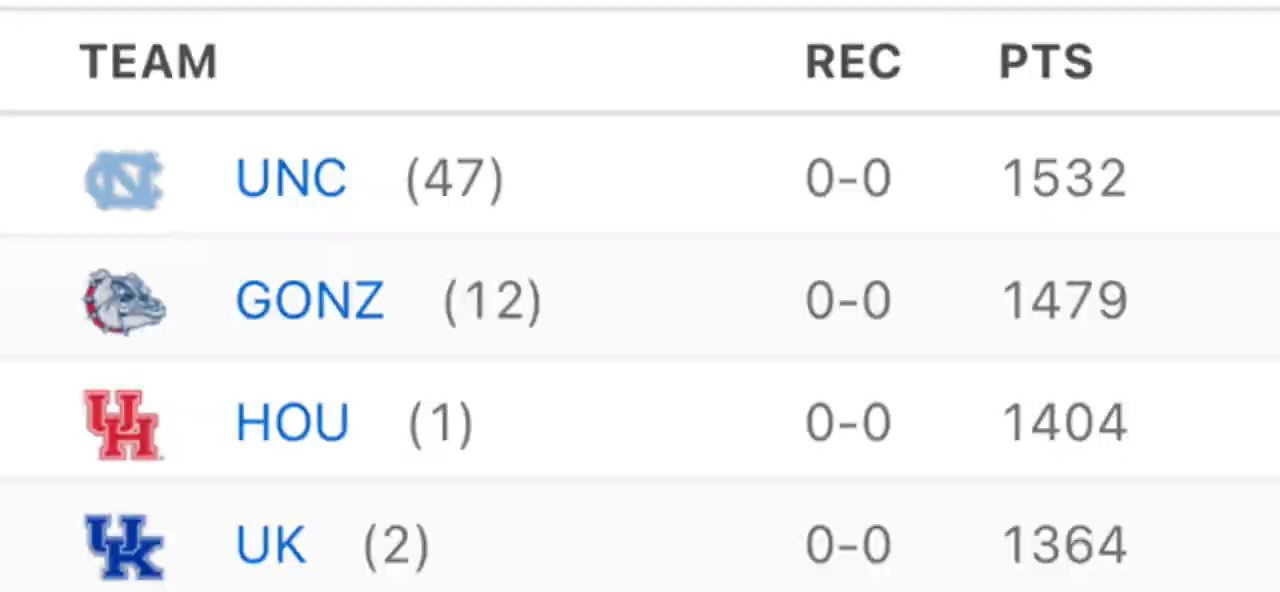 TEAM REC PTS
UNC (47) 0-0 1532
GONZ (12) 0-0 1479
HOU (1) 0-0 1404
UK (2) 0-0 1364